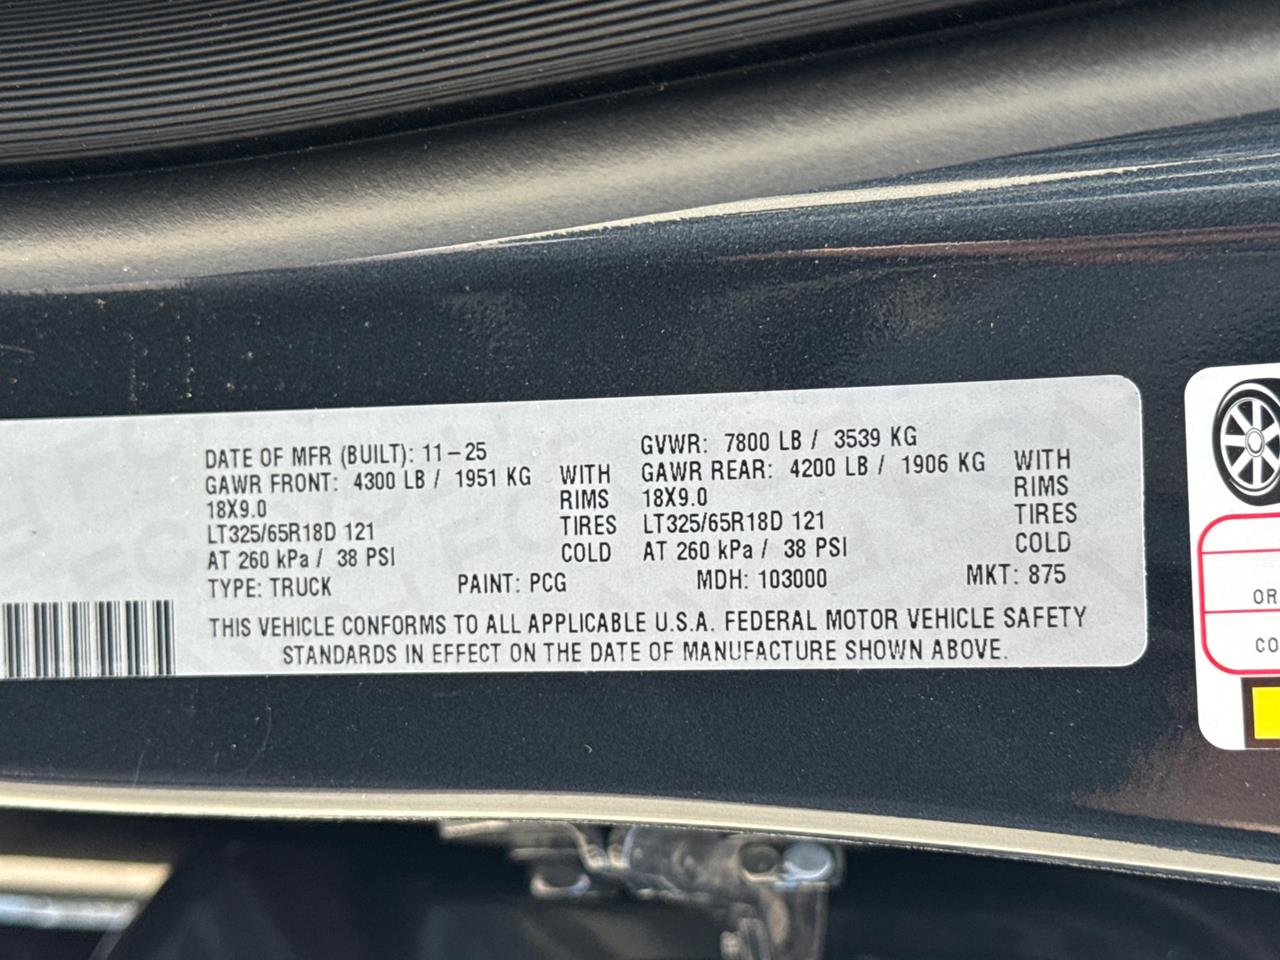 DATE OF MFR (BUILT): 11-25
GAWR FRONT: 4300 LB / 1951 KG WITH
18X9.0 RIMS
LT325/65R18D 121 TIRES
AT 260 kPa / 38 PSI COLD
GVWR: 7800 LB / 3539 KG
GAWR REAR: 4200 LB / 1906 KG WITH
18X9.0 RIMS
LT325/65R18D 121 TIRES
AT 260 kPa / 38 PSI COLD
TYPE: TRUCK PAINT: PCG MDH: 103000 MKT: 875
THIS VEHICLE CONFORMS TO ALL APPLICABLE U.S.A. FEDERAL MOTOR VEHICLE SAFETY
STANDARDS IN EFFECT ON THE DATE OF MANUFACTURE SHOWN ABOVE.
OR
CO